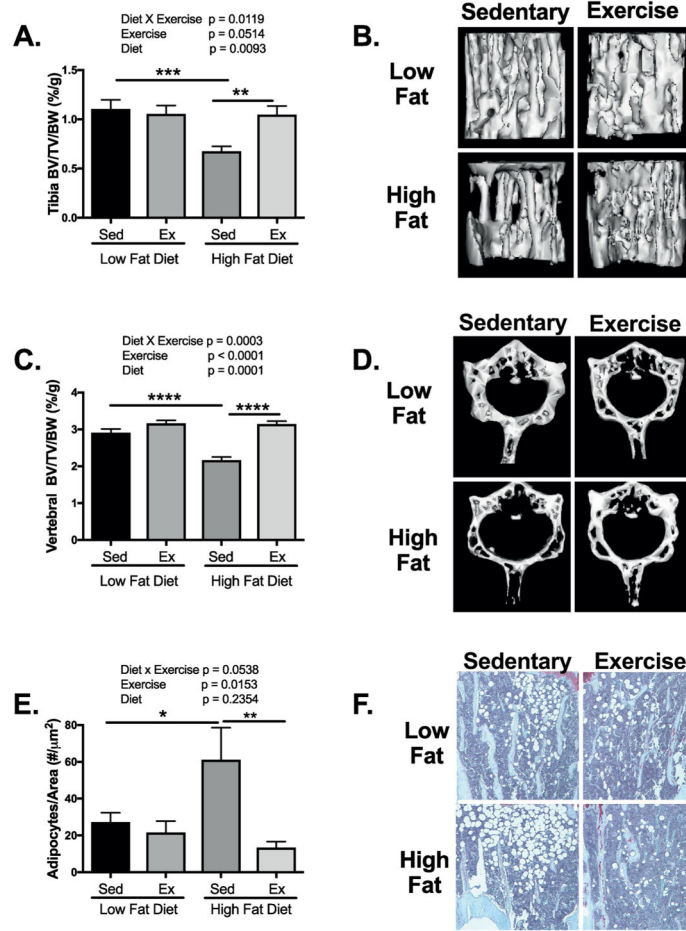 A.
Diet X Exercise p = 0.0119
Exercise p = 0.0514
Diet p = 0.0093
***
**
Tibia BV/TV/BW (%/g)
1.5
1.0
0.5
0.0
Sed Ex Sed Ex
Low Fat Diet High Fat Diet
B.
Sedentary Exercise
Low
Fat
High
Fat
C.
Diet X Exercise p = 0.0003
Exercise p < 0.0001
Diet p = 0.0001
****
****
Vertebral BV/TV/BW (%/g)
4
3
2
1
0
Sed Ex Sed Ex
Low Fat Diet High Fat Diet
D.
Sedentary Exercise
Low
Fat
High
Fat
E.
Diet x Exercise p = 0.0538
Exercise p = 0.0153
Diet p = 0.2354
*
**
Adipocytes/Area (#/μm²)
80
60
40
20
0
Sed Ex Sed Ex
Low Fat Diet High Fat Diet
F.
Sedentary Exercise
Low
Fat
High
Fat